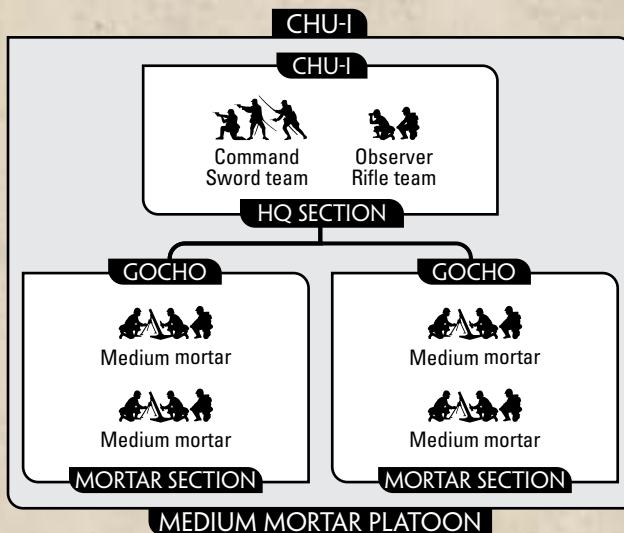 CHU-I
CHU-I
Command
Sword team
Observer
Rifle team
HQ SECTION
GOCHO
Medium mortar
Medium mortar
MORTAR SECTION
GOCHO
Medium mortar
Medium mortar
MORTAR SECTION
MEDIUM MORTAR PLATOON